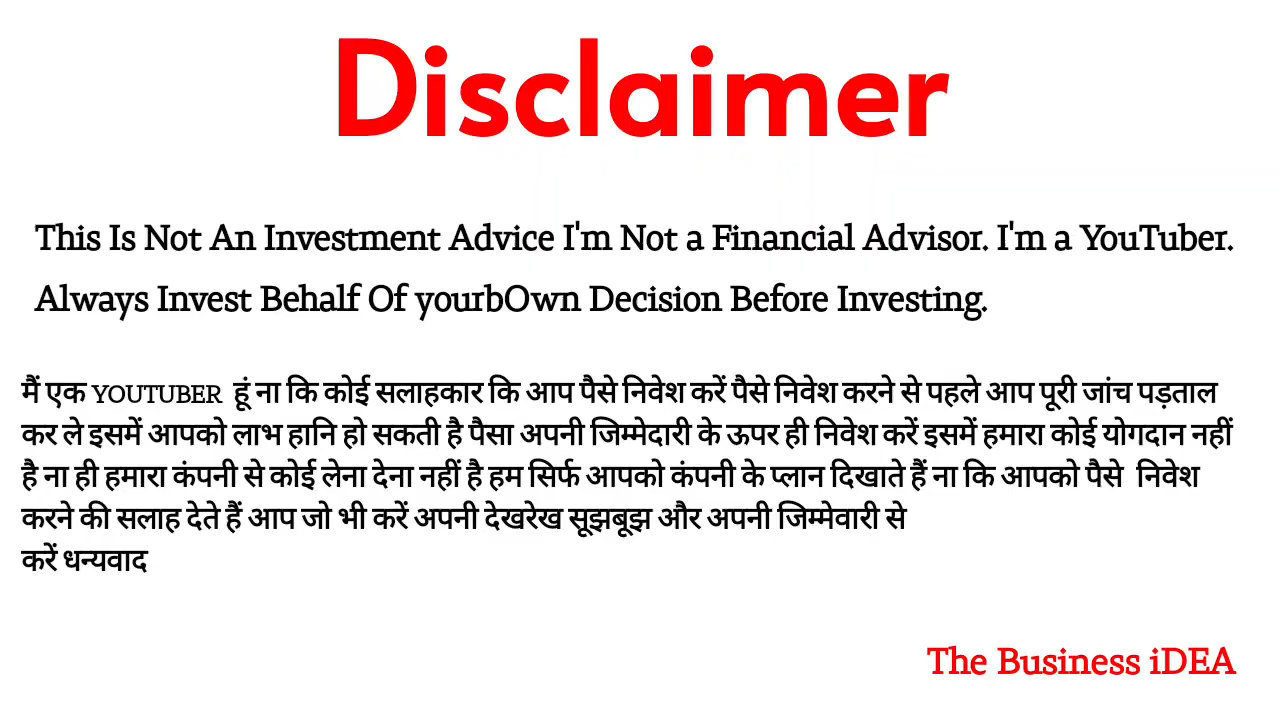 Disclaimer
This Is Not An Investment Advice I'm Not a Financial Advisor. I'm a YouTuber.
Always Invest Behalf Of yourbOwn Decision Before Investing.
मैं एक YOUTUBER हूं ना कि कोई सलाहकार कि आप पैसे निवेश करें पैसे निवेश करने से पहले आप पूरी जांच पड़ताल
कर ले इसमें आपको लाभ हानि हो सकती है पैसा अपनी जिम्मेदारी के ऊपर ही निवेश करें इसमें हमारा कोई योगदान नहीं
है ना ही हमारा कंपनी से कोई लेना देना नहीं है हम सिर्फ आपको कंपनी के प्लान दिखाते हैं ना कि आपको पैसे निवेश
करने की सलाह देते हैं आप जो भी करें अपनी देखरेख सूझबूझ और अपनी जिम्मेवारी से
करें धन्यवाद
The Business iDEA